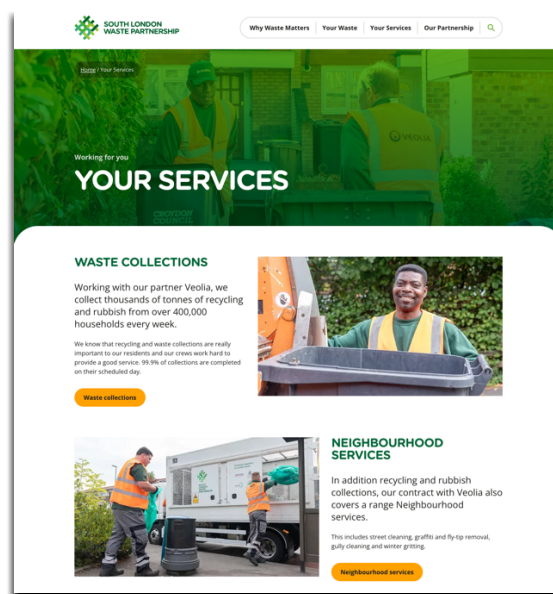 SOUTH LONDON
WASTE PARTNERSHIP
Why Waste Matters
Your Waste
Your Services
Our Partnership
Home / Your Services
VEOLIA
Working for you
YOUR SERVICES
CROYDON
COUNCIL
WASTE COLLECTIONS
Working with our partner Veolia, we
collect thousands of tonnes of recycling
and rubbish from over 400,000
households every week.
We know that recycling and waste collections are really
important to our residents and our crews work hard to
provide a good service. 99.9% of collections are completed
on their scheduled day.
Waste collections
NEIGHBOURHOOD
SERVICES
In addition recycling and rubbish
collections, our contract with Veolia also
covers a range Neighbourhood
services.
This includes street cleaning, graffiti and fly-tip removal,
gully cleaning and winter gritting.
Neighbourhood services